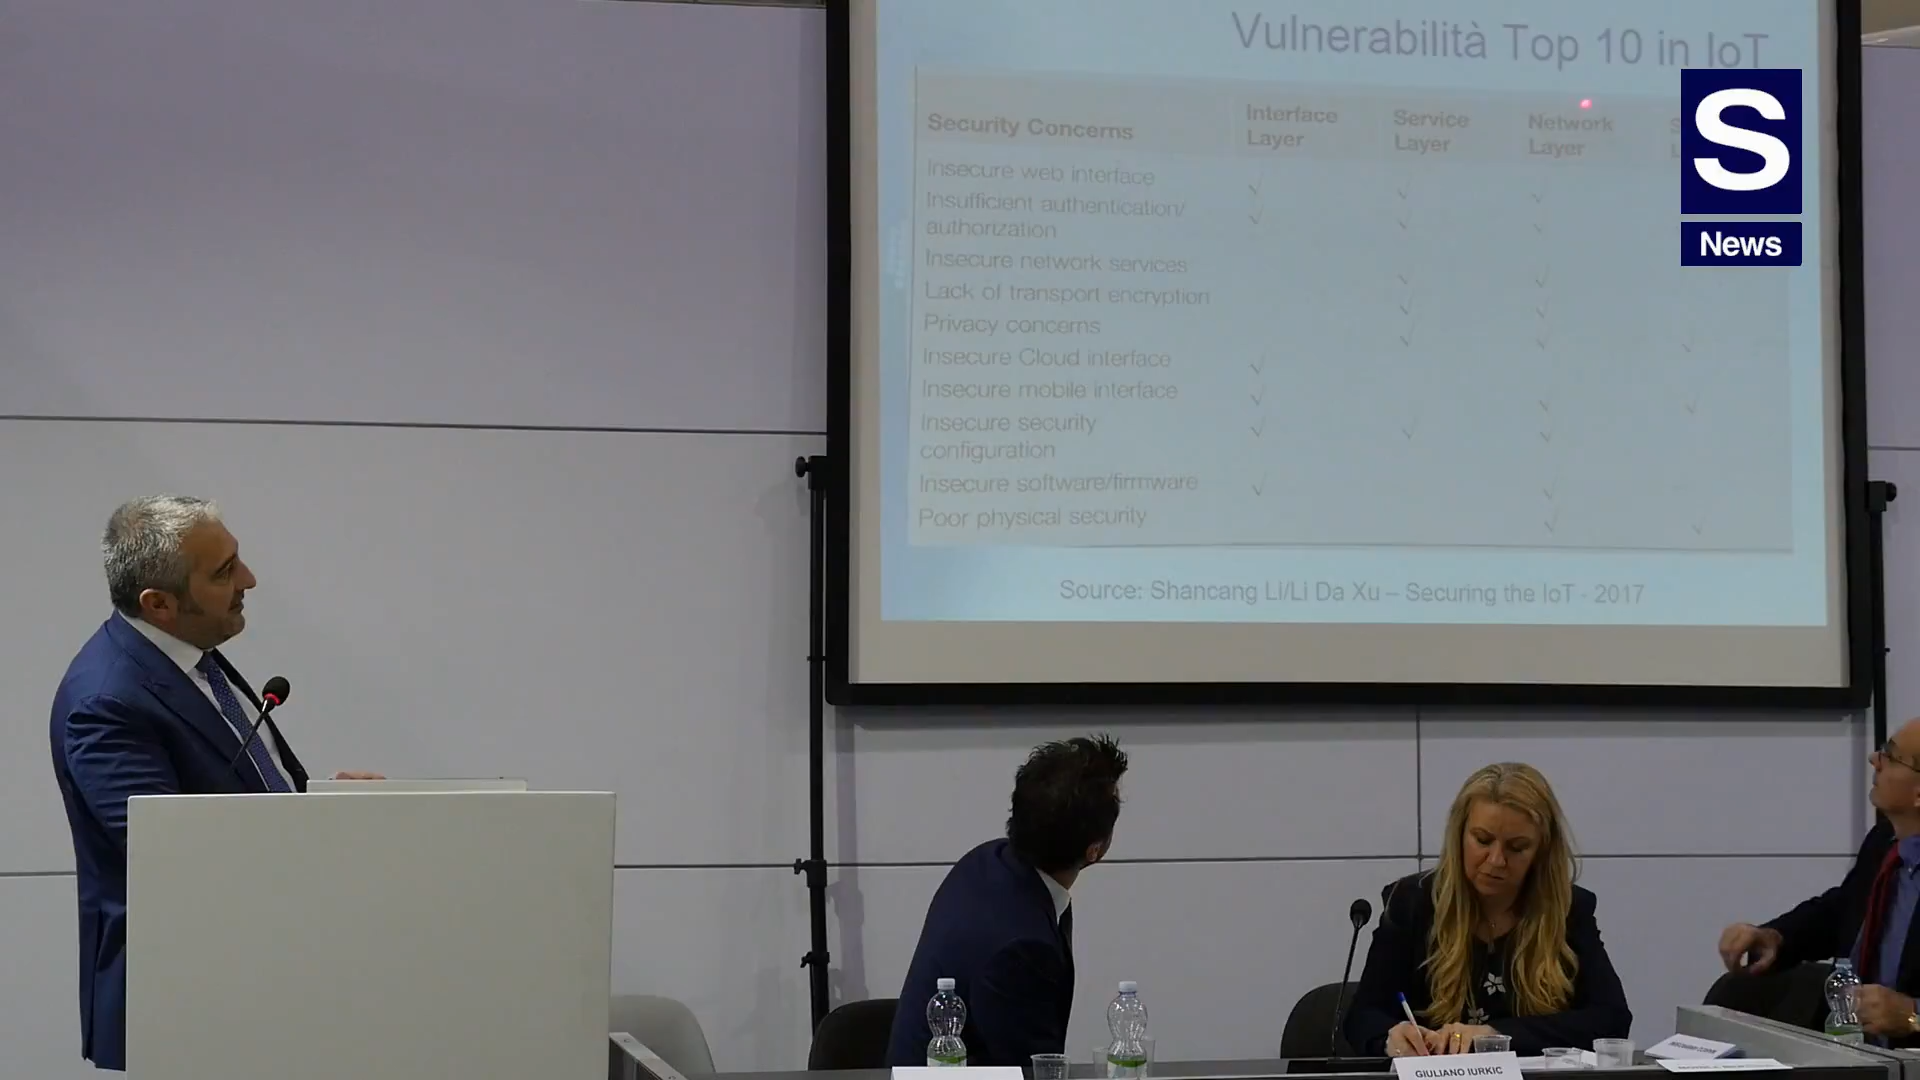 Vulnerabilità Top 10 in IoT
S
News
Security Concerns
Interface Layer
Service Layer
Network Layer
Insecure web interface
Insufficient authentication/
authorization
Insecure network services
Lack of transport encryption
Privacy concerns
Insecure Cloud interface
Insecure mobile interface
Insecure security
configuration
Insecure software/firmware
Poor physical security
Source: Shancang Li/Li Da Xu – Securing the IoT - 2017
GIULIANO IURKIC